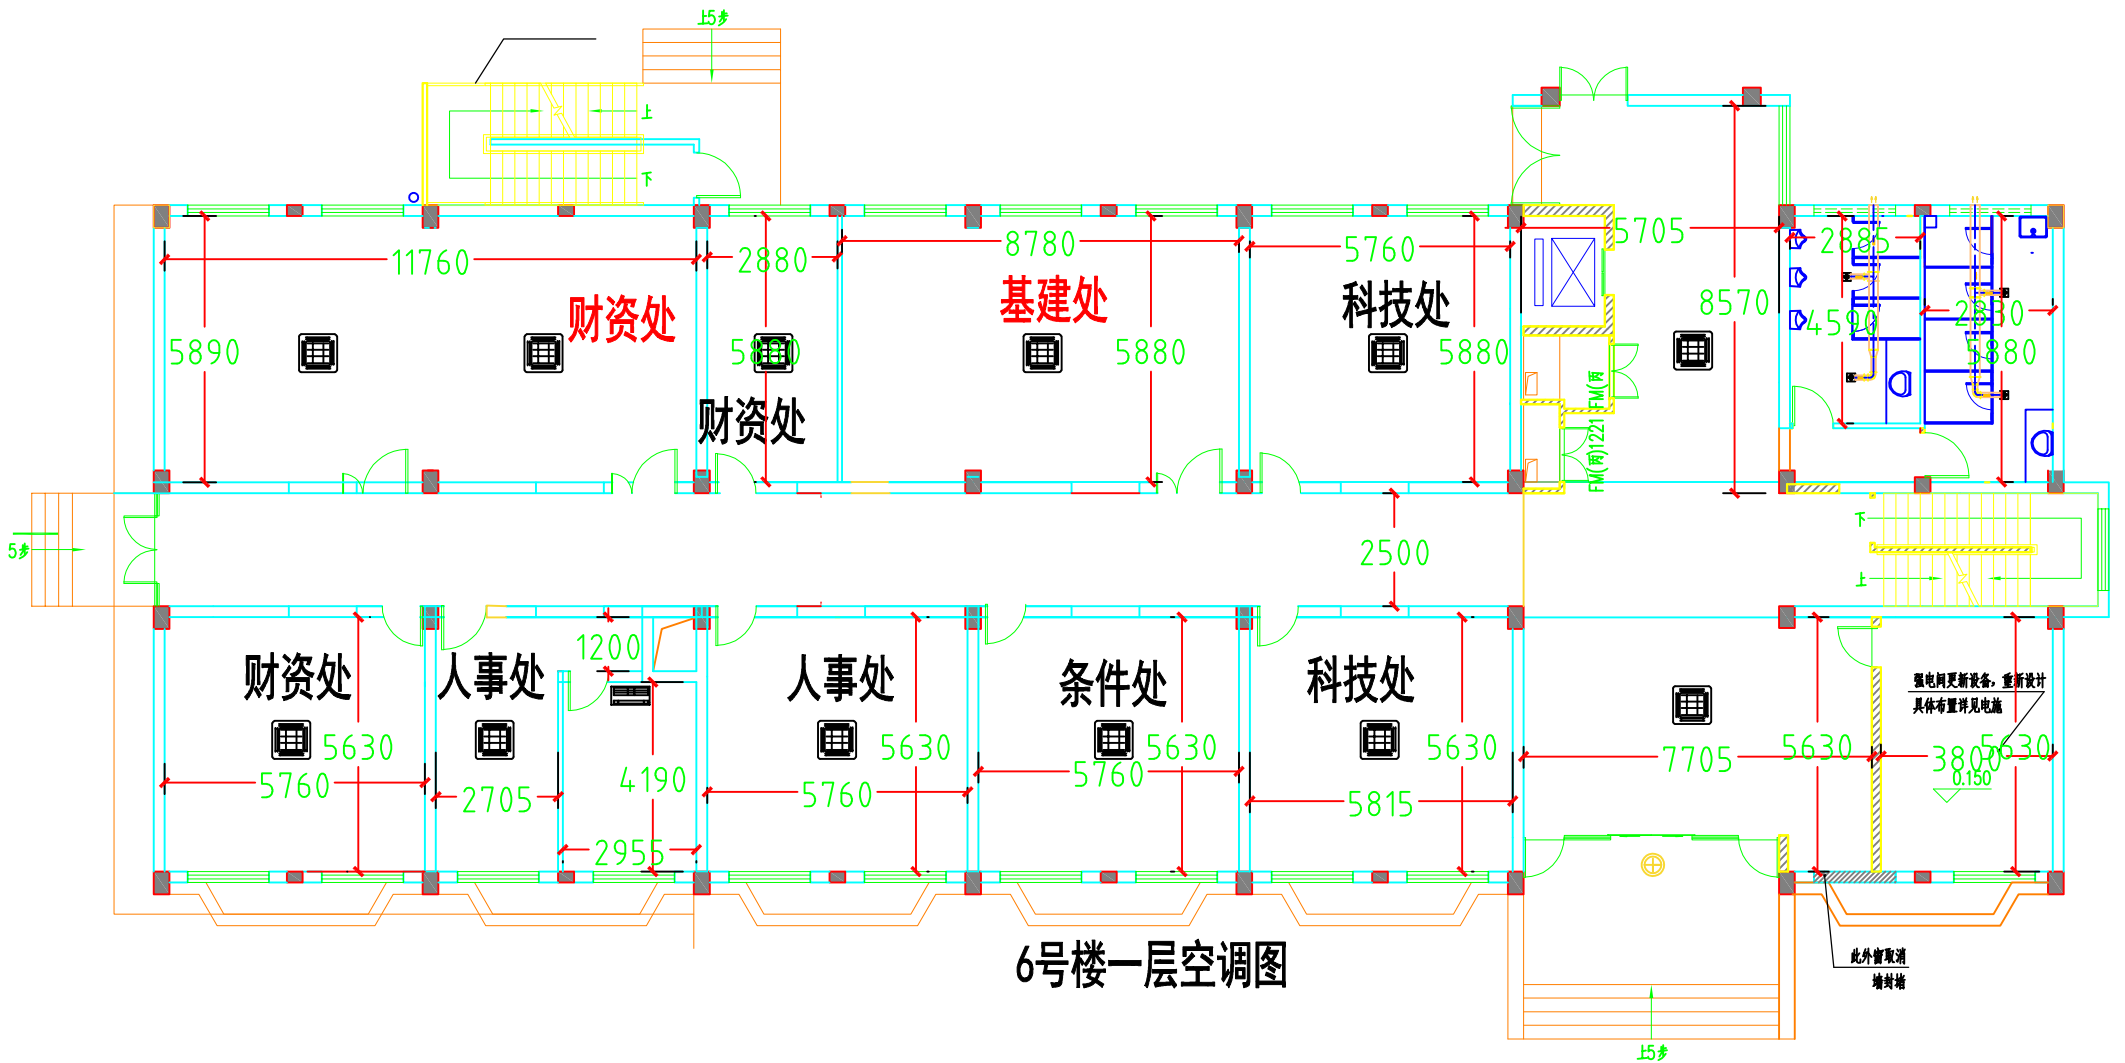 上5步
上
下
11760
2880
8780
5760
5705
2885
财资处
基建处
科技处
5890
5880
5880
5880
8570
4590
2830
5880
财资处
FM(丙)1221
FM(丙
5步
2500
下
上
1200
财资处
人事处
人事处
条件处
科技处
强电间更新设备，重新设计
具体布置详见电施
5630
5630
5630
5630
5630
5630
5760
2705
4190
5760
5760
5815
7705
3800
0.150
2955
6号楼一层空调图
此外窗取消
墙封堵
上5步